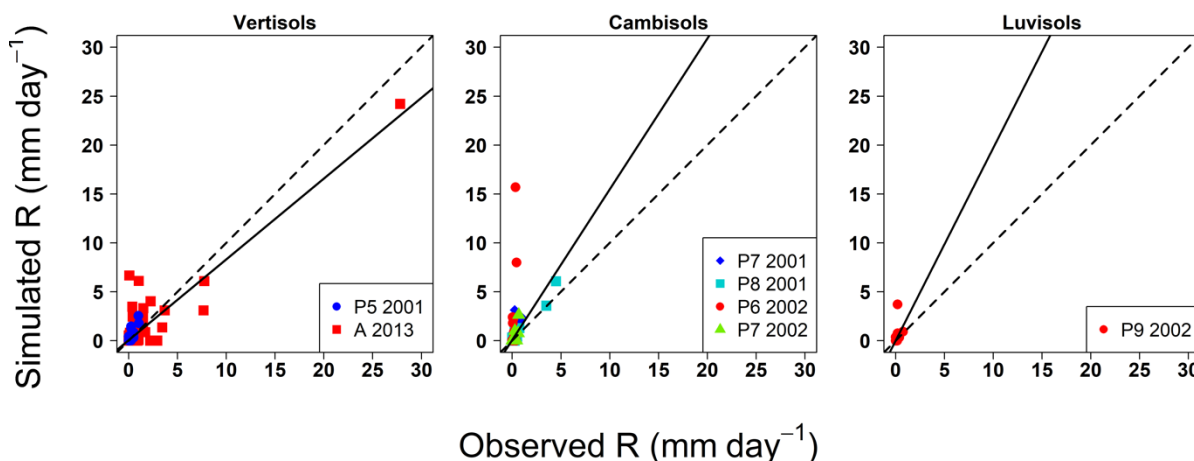 Vertisols
Cambisols
Luvisols
Simulated R (mm day−1)
30
25
20
15
10
5
0
0 5 10 15 20 25 30
P5 2001
A 2013
30
25
20
15
10
5
0
0 5 10 15 20 25 30
P7 2001
P8 2001
P6 2002
P7 2002
30
25
20
15
10
5
0
0 5 10 15 20 25 30
P9 2002
Observed R (mm day−1)